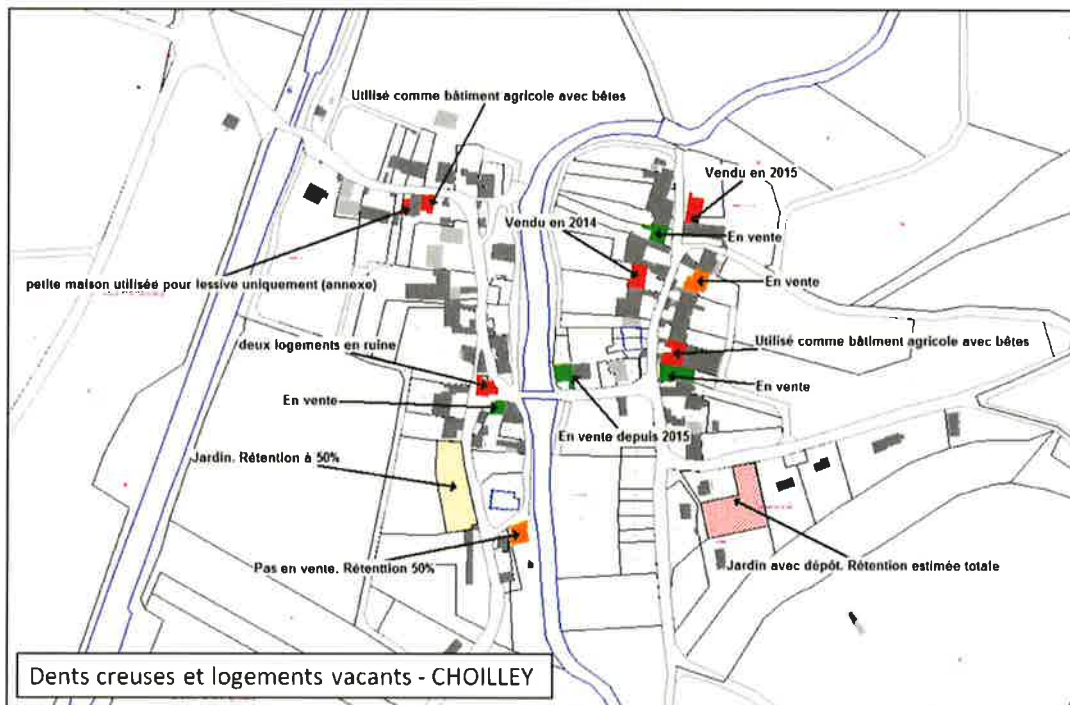 Utilisé comme bâtiment agricole avec bêtes
Vendu en 2015
Vendu en 2014
En vente
petite maison utilisée pour lessive uniquement (annexe)
En vente
deux logements en ruine
Utilisé comme bâtiment agricole avec bêtes
En vente
En vente
En vente depuis 2015
Jardin. Rétention à 50%
Pas en vente. Rétenttion 50%
Jardin avec dépôt. Rétention estimée totale
Dents creuses et logements vacants - CHOILLEY